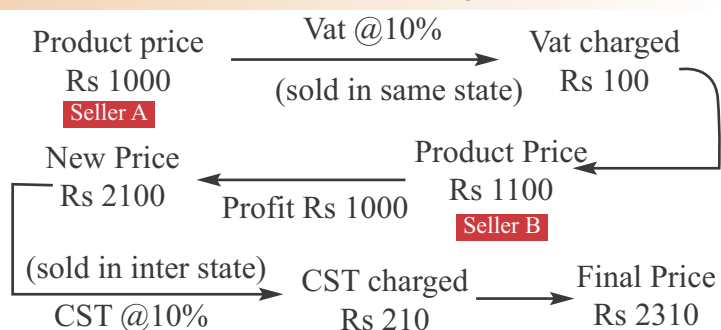 Product price
Rs 1000
Seller A
Vat @10%
(sold in same state)
Vat charged
Rs 100
Product Price
Rs 1100
Seller B
Profit Rs 1000
New Price
Rs 2100
(sold in inter state)
CST @10%
CST charged
Rs 210
Final Price
Rs 2310